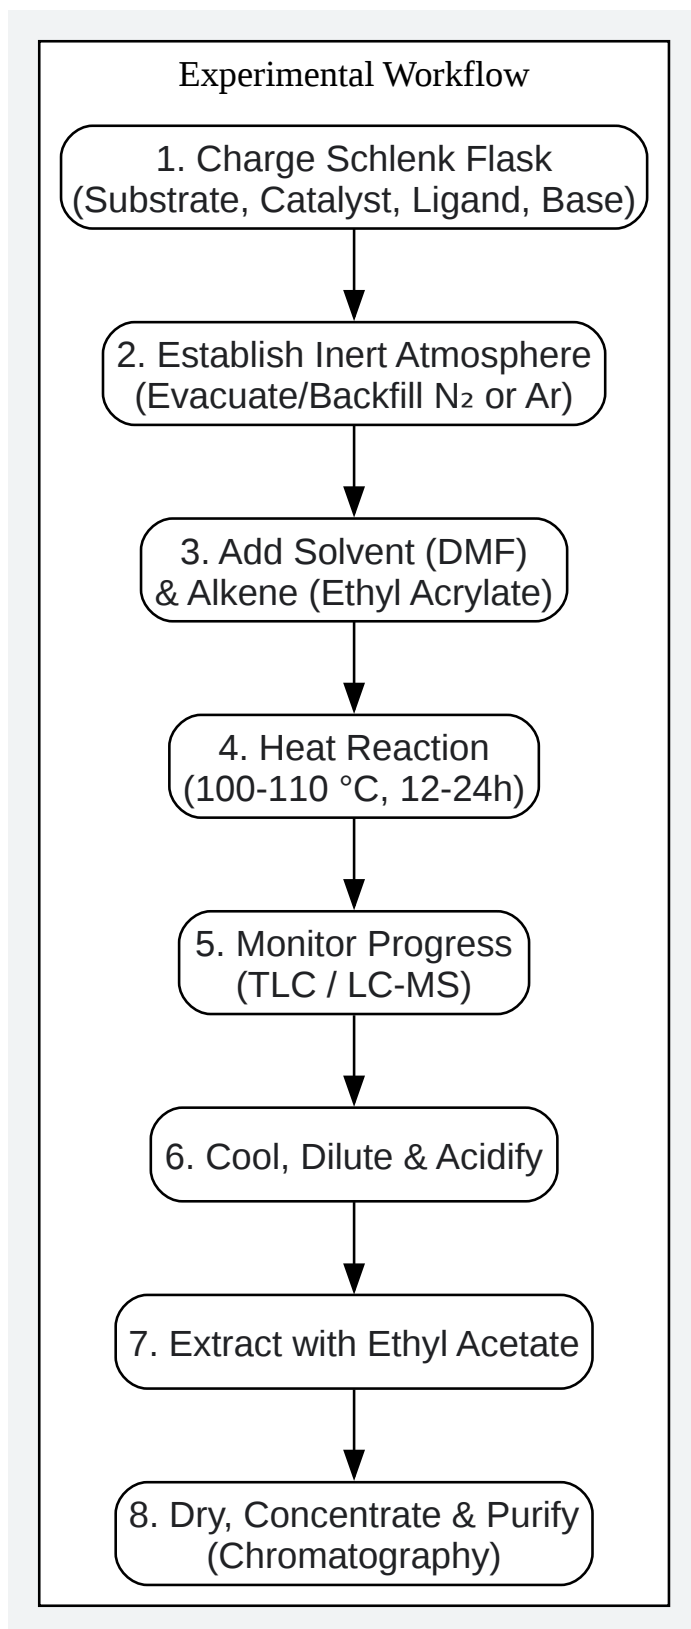 Experimental Workflow
1. Charge Schlenk Flask
(Substrate, Catalyst, Ligand, Base)
2. Establish Inert Atmosphere
(Evacuate/Backfill N₂ or Ar)
3. Add Solvent (DMF)
& Alkene (Ethyl Acrylate)
4. Heat Reaction
(100-110 °C, 12-24h)
5. Monitor Progress
(TLC / LC-MS)
6. Cool, Dilute & Acidify
7. Extract with Ethyl Acetate
8. Dry, Concentrate & Purify
(Chromatography)